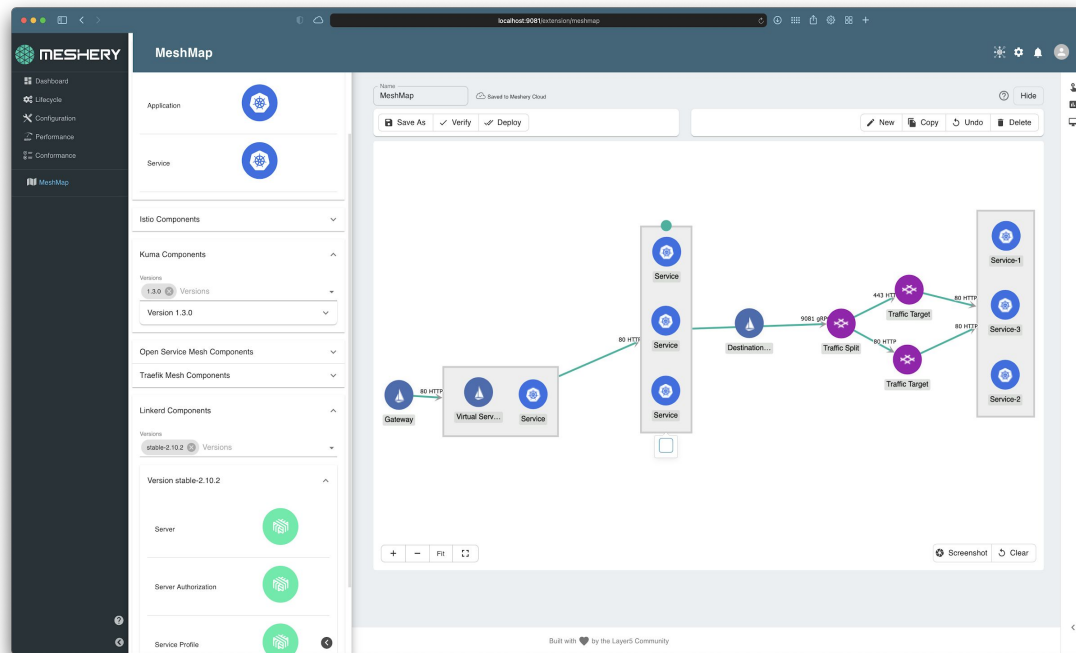 localhost:9081/extension/meshmap
MESHERY
MeshMap
Dashboard
Lifecycle
Configuration
Performance
Conformance
MeshMap
Application
Service
Istio Components
Kuma Components
Versions
1.3.0 Versions
Version 1.3.0
Open Service Mesh Components
Traefik Mesh Components
Linkerd Components
Versions
stable-2.10.2 Versions
Version stable-2.10.2
Server
Server Authorization
Service Profile
Name
MeshMap
Saved to Meshery Cloud
Hide
Save As Verify Deploy
New Copy Undo Delete
Gateway
80 HTTP
Virtual Serv...
Service
80 HTTP
Service
Service
Service
Destination...
9081 gRP
Traffic Split
443 HT
80 HTTP
Traffic Target
Traffic Target
80 HTTP
80 HTTP
Service-1
Service-3
Service-2
+ − Fit
Screenshot Clear
Built with by the Layer5 Community